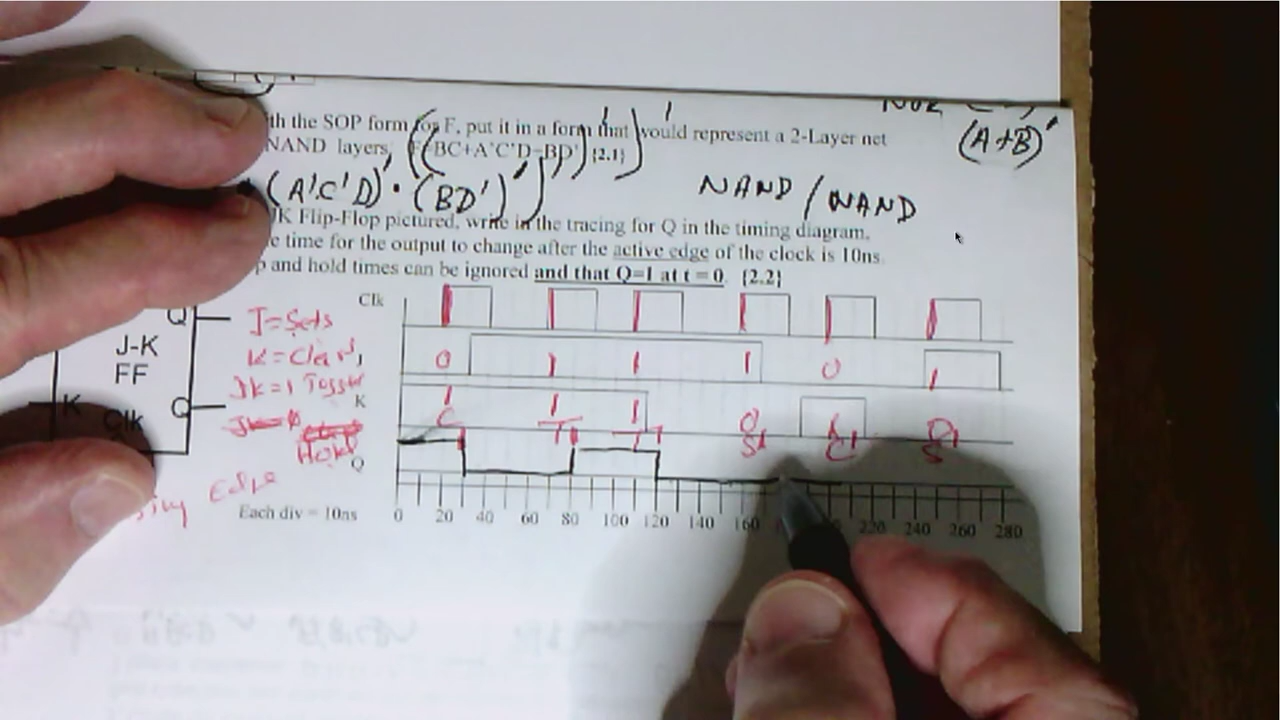 (A+B)'
th the SOP form for F, put it in a form that would represent a 2-Layer net
NAND layers. F=BC+A'C'D+BD' {2.1}
(A'C'D)' · (BD')')
NAND / NAND
JK Flip-Flop pictured, write in the tracing for Q in the timing diagram.
e time for the output to change after the active edge of the clock is 10ns.
p and hold times can be ignored and that Q=1 at t = 0. {2.2}
Clk
Q J=Sets
J-K K=Clears
FF JK=1 Toggle
0 1 1 1 0 1
K
K Clk Q
1 1 1 0 1 0
C T T S C S
Hold
Q
Edge
Each div = 10ns
0 20 40 60 80 100 120 140 160 220 240 260 280